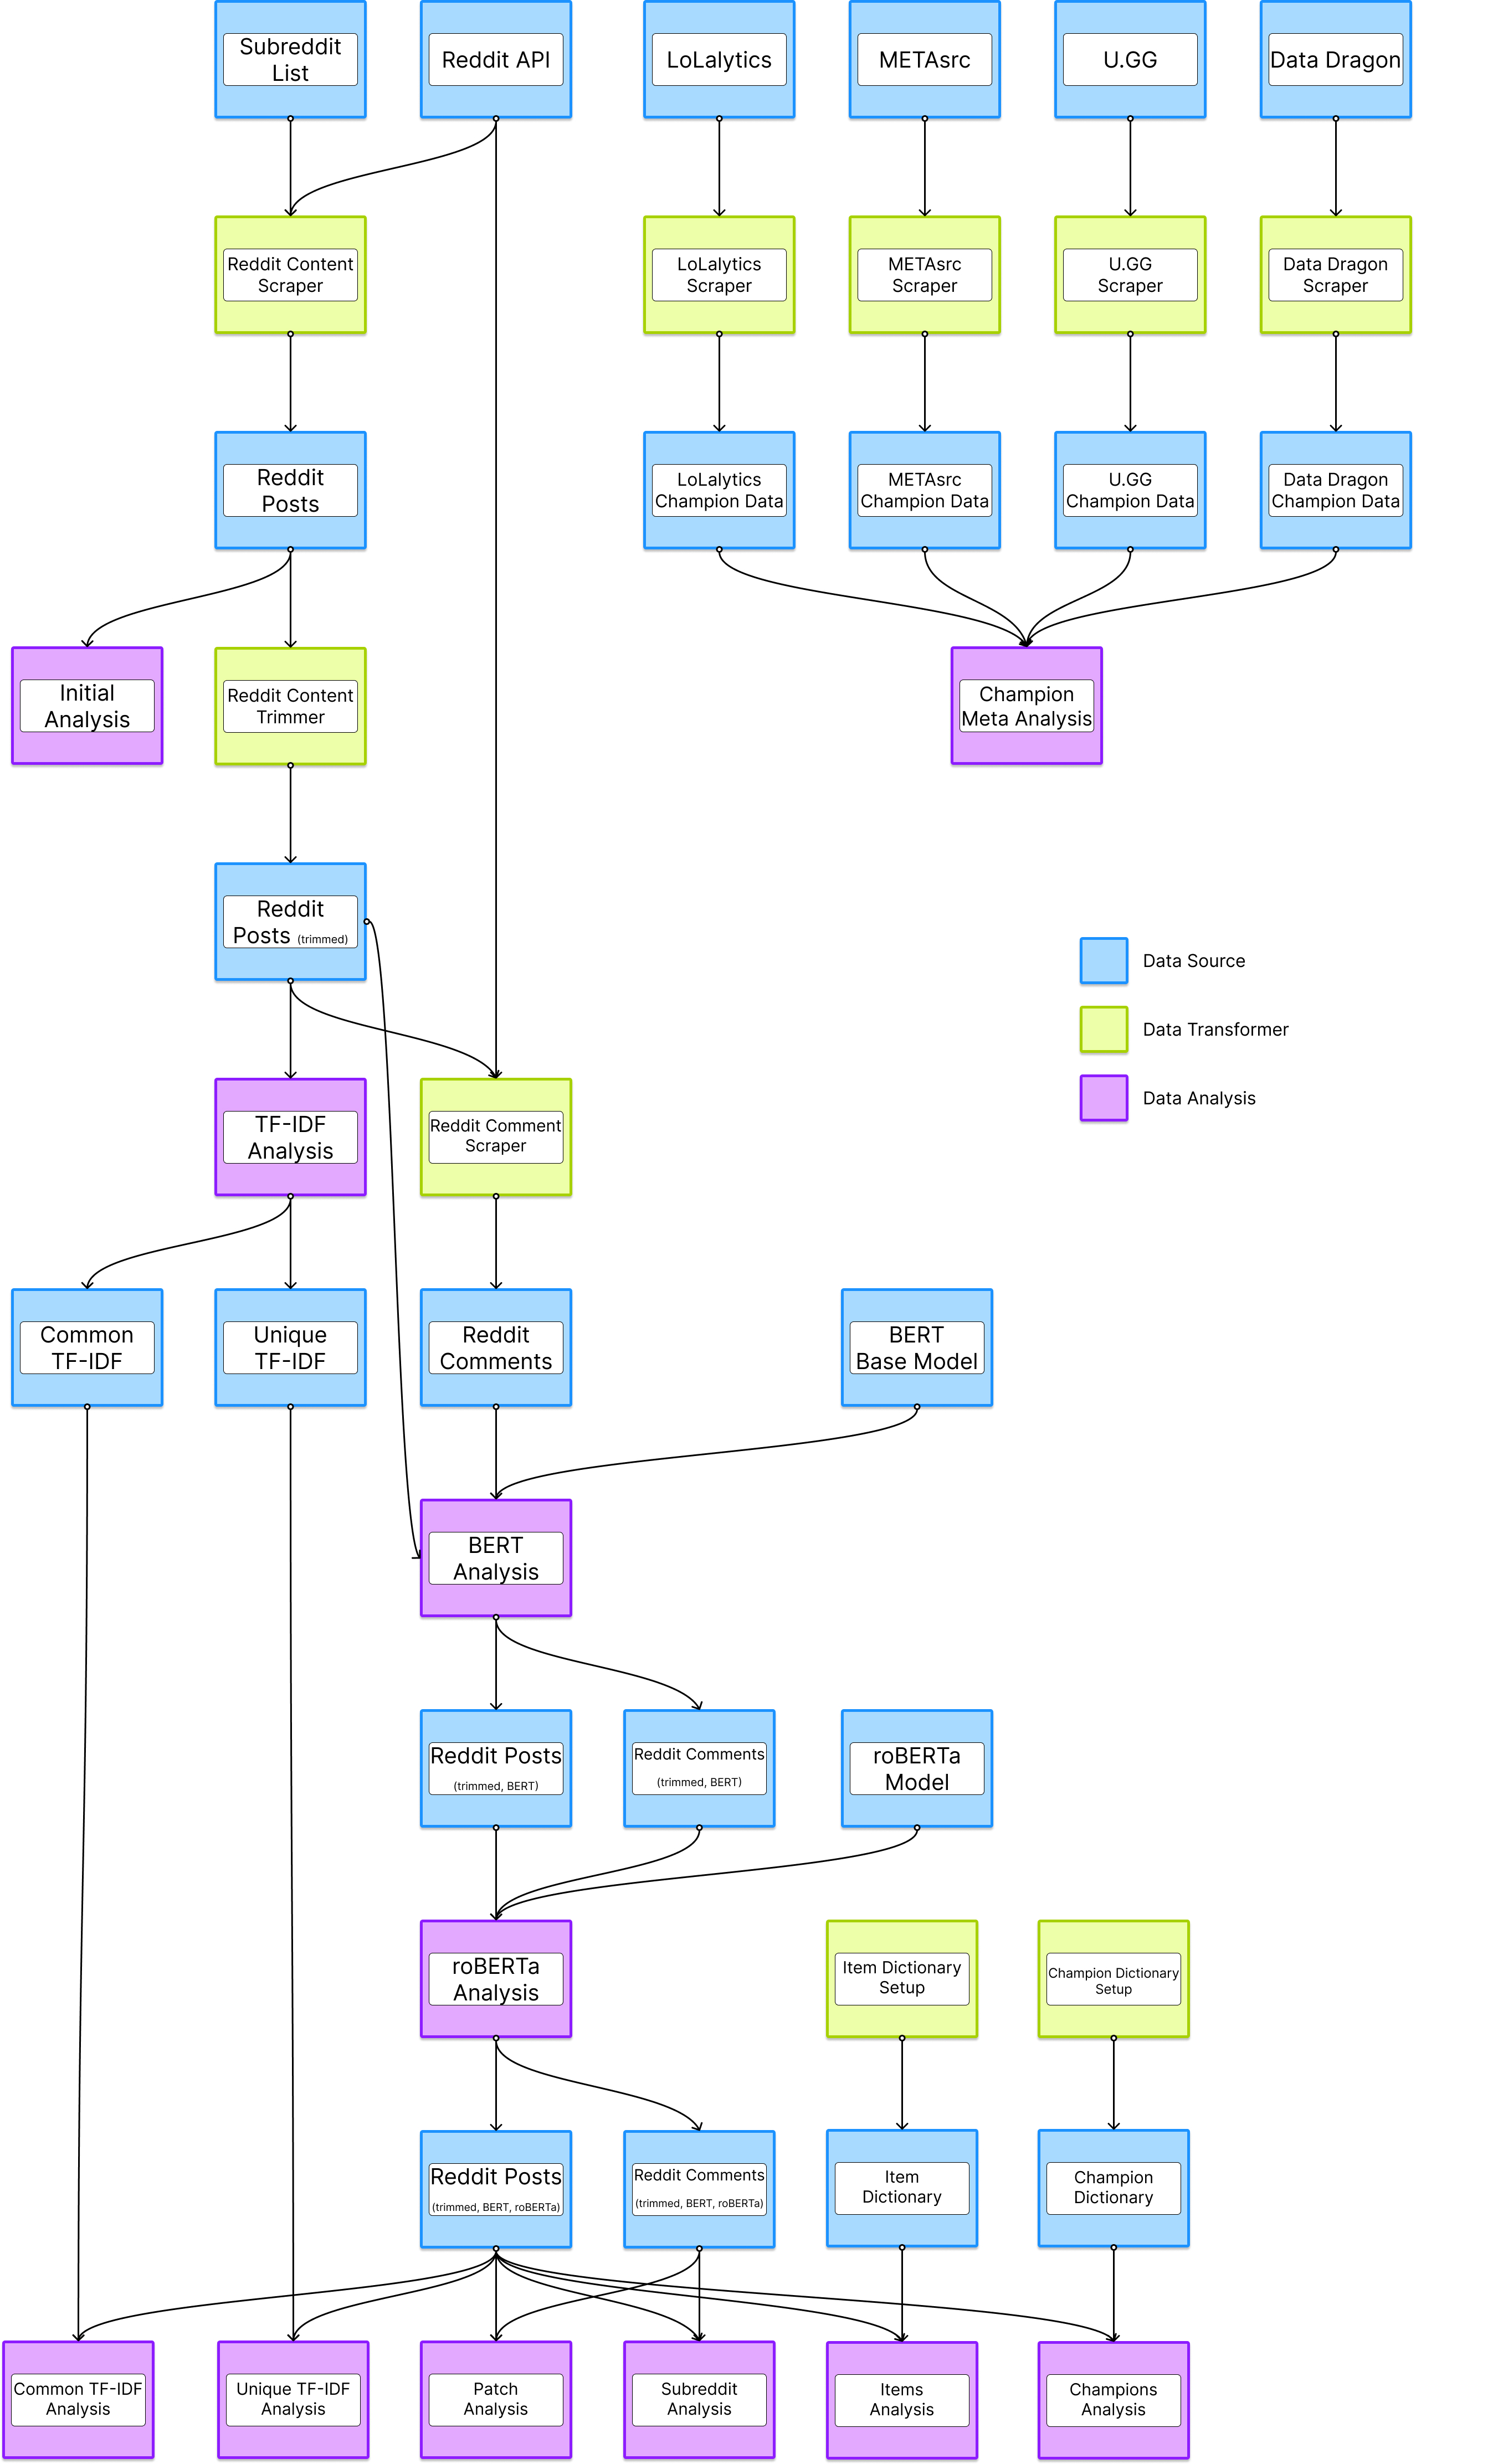 Subreddit
List
Reddit API
LoLalytics
METAsrc
U.GG
Data Dragon
Reddit Content
Scraper
LoLalytics
Scraper
METAsrc
Scraper
U.GG
Scraper
Data Dragon
Scraper
Reddit
Posts
LoLalytics
Champion Data
METAsrc
Champion Data
U.GG
Champion Data
Data Dragon
Champion Data
Initial
Analysis
Reddit Content
Trimmer
Champion
Meta Analysis
Reddit
Posts (trimmed)
Data Source
Data Transformer
Data Analysis
TF-IDF
Analysis
Reddit Comment
Scraper
Common
TF-IDF
Unique
TF-IDF
Reddit
Comments
BERT
Base Model
BERT
Analysis
Reddit Posts
(trimmed, BERT)
Reddit Comments
(trimmed, BERT)
roBERTa
Model
roBERTa
Analysis
Item Dictionary
Setup
Champion Dictionary
Setup
Reddit Posts
(trimmed, BERT, roBERTa)
Reddit Comments
(trimmed, BERT, roBERTa)
Item
Dictionary
Champion
Dictionary
Common TF-IDF
Analysis
Unique TF-IDF
Analysis
Patch
Analysis
Subreddit
Analysis
Items
Analysis
Champions
Analysis